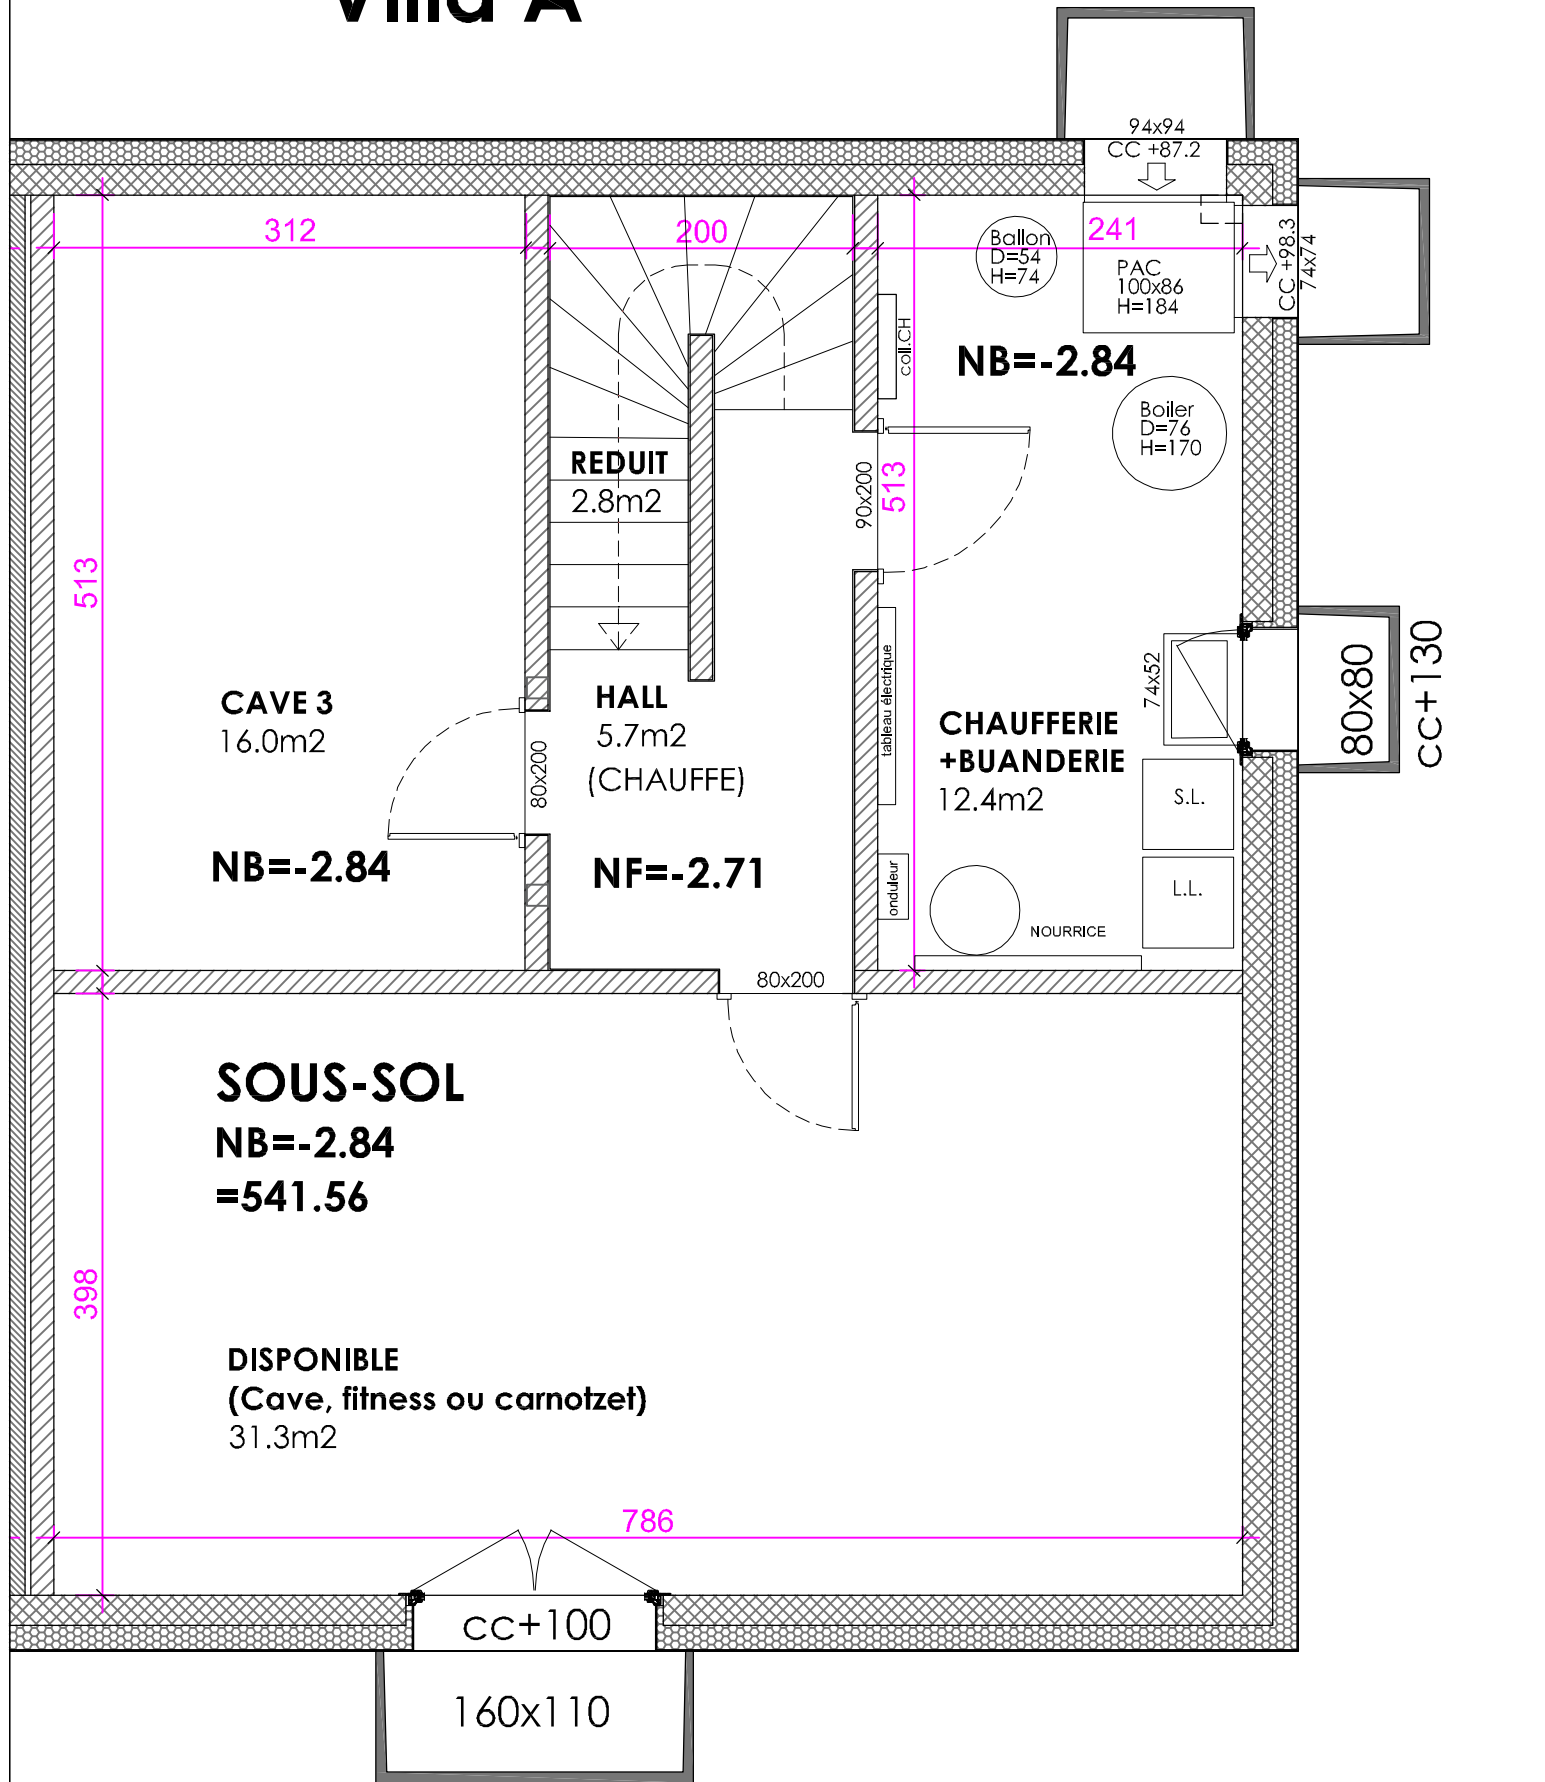 Villa A
94x94
CC +87.2
312
200
241
Ballon
D=54
H=74
PAC
100x86
H=184
CC +98.3
74x74
coll.CH
NB=-2.84
Boiler
D=76
H=170
REDUIT
2.8m2
90x200
513
513
74x52
80x80
cc+130
tableau électrique
CAVE 3
16.0m2
HALL
5.7m2
(CHAUFFE)
80x200
CHAUFFERIE
+BUANDERIE
12.4m2
S.L.
NB=-2.84
NF=-2.71
onduleur
L.L.
NOURRICE
80x200
SOUS-SOL
NB=-2.84
=541.56
398
DISPONIBLE
(Cave, fitness ou carnotzet)
31.3m2
786
cc+100
160x110